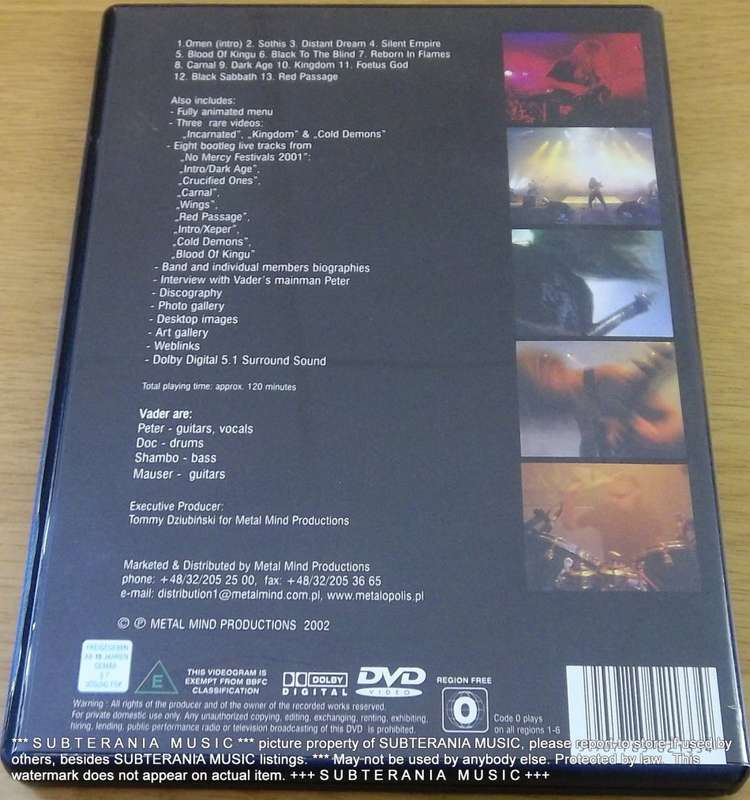 1.Omen (intro) 2. Sothis 3. Distant Dream 4. Silent Empire
5. Blood Of Kingu 6. Black To The Blind 7. Reborn In Flames
8. Carnal 9. Dark Age 10. Kingdom 11. Foetus God
12. Black Sabbath 13. Red Passage
Also includes:
- Fully animated menu
- Three rare videos:
„Incarnated", „Kingdom" & „Cold Demons"
- Eight bootleg live tracks from
„No Mercy Festivals 2001":
„Intro/Dark Age",
„Crucified Ones",
„Carnal",
„Wings",
„Red Passage",
„Intro/Xeper",
„Cold Demons",
„Blood Of Kingu"
- Band and individual members biographies
- Interview with Vader's mainman Peter
- Discography
- Photo gallery
- Desktop images
- Art gallery
- Weblinks
- Dolby Digital 5.1 Surround Sound
Total playing time: approx. 120 minutes
Vader are:
Peter - guitars, vocals
Doc - drums
Shambo - bass
Mauser - guitars
Executive Producer:
Tommy Dziubiński for Metal Mind Productions
Marketed & Distributed by Metal Mind Productions
phone: +48/32/205 25 00, fax: +48/32/205 36 65
e-mail: distribution1@metalmind.com.pl, www.metalopolis.pl
© ℗ METAL MIND PRODUCTIONS 2002
FREIGEGEBEN
AB 16 JAHREN
GEMÄß
E
THIS VIDEOGRAM IS
EXEMPT FROM BBFC
CLASSIFICATION
DOLBY
DIGITAL
DVD
VIDEO
REGION FREE
0
Code 0 plays
on all regions 1-6
Warning : All rights of the producer and of the owner of the recorded works reserved.
For private domestic use only. Any unauthorized copying, editing, exchanging, renting, exhibiting,
hiring, lending, public performance radio or television broadcasting of this DVD is prohibited.
*** SUBTERANIA MUSIC *** picture property of SUBTERANIA MUSIC, please report to store if used by
others, besides SUBTERANIA MUSIC listings. *** May not be used by anybody else. Protected by law. This
watermark does not appear on actual item. +++ SUBTERANIA MUSIC +++